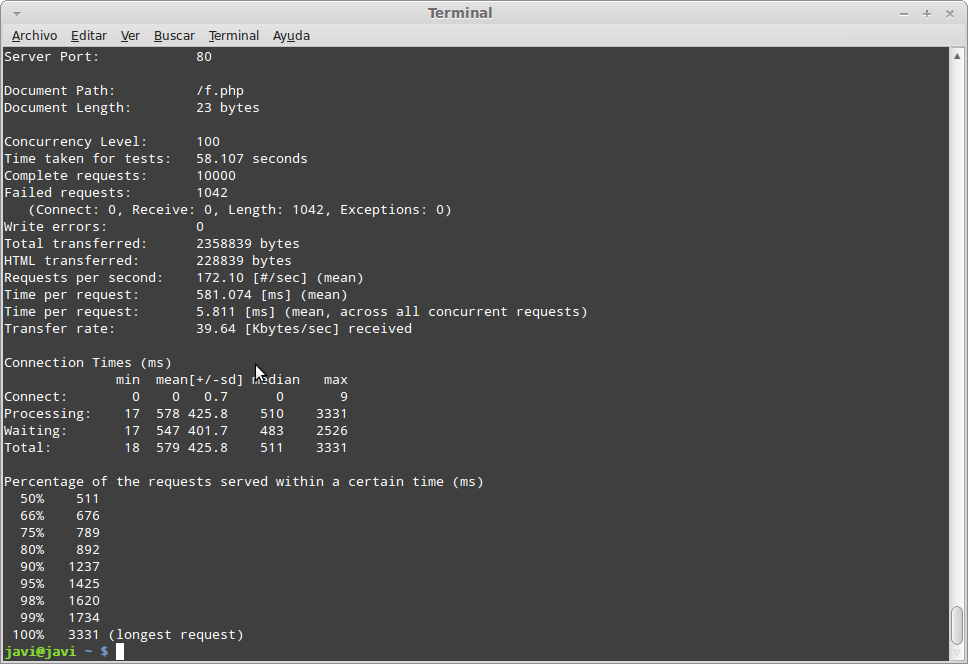 Terminal
Archivo Editar Ver Buscar Terminal Ayuda
Server Port:            80
Document Path:          /f.php
Document Length:        23 bytes
Concurrency Level:      100
Time taken for tests:   58.107 seconds
Complete requests:      10000
Failed requests:        1042
   (Connect: 0, Receive: 0, Length: 1042, Exceptions: 0)
Write errors:           0
Total transferred:      2358839 bytes
HTML transferred:       228839 bytes
Requests per second:    172.10 [#/sec] (mean)
Time per request:       581.074 [ms] (mean)
Time per request:       5.811 [ms] (mean, across all concurrent requests)
Transfer rate:          39.64 [Kbytes/sec] received
Connection Times (ms)
              min  mean[+/-sd] median   max
Connect:        0    0   0.7      0       9
Processing:    17  578 425.8    510    3331
Waiting:       17  547 401.7    483    2526
Total:         18  579 425.8    511    3331
Percentage of the requests served within a certain time (ms)
  50%    511
  66%    676
  75%    789
  80%    892
  90%   1237
  95%   1425
  98%   1620
  99%   1734
 100%   3331 (longest request)
javi@javi ~ $